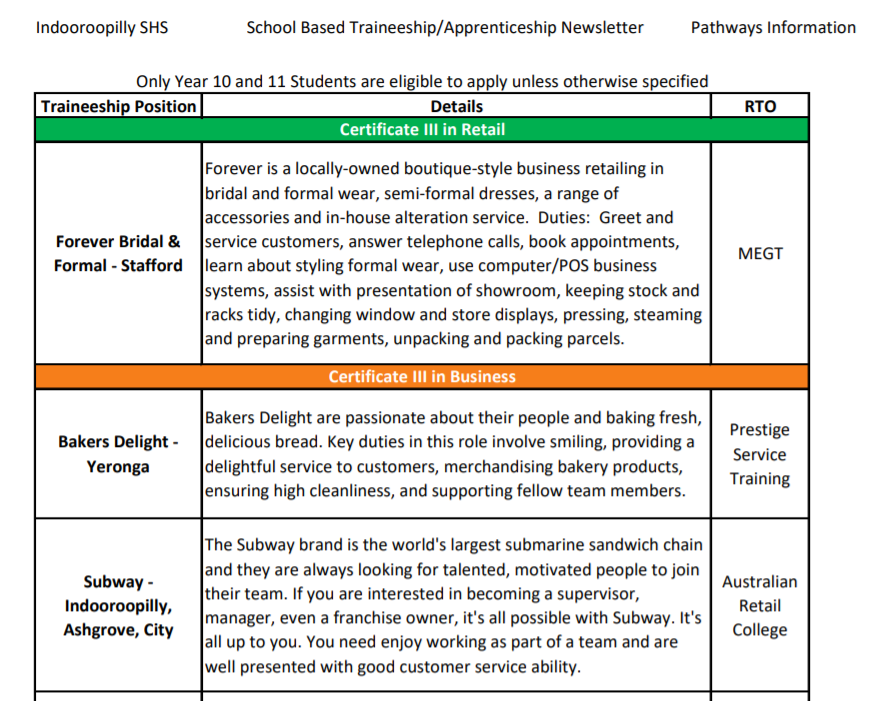 Indooroopilly SHS School Based Traineeship/Apprenticeship Newsletter Pathways Information
Only Year 10 and 11 Students are eligible to apply unless otherwise specified
Traineeship Position Details RTO
Certificate III in Retail
Forever Bridal &
Formal - Stafford
Forever is a locally-owned boutique-style business retailing in
bridal and formal wear, semi-formal dresses, a range of
accessories and in-house alteration service.  Duties:  Greet and
service customers, answer telephone calls, book appointments,
learn about styling formal wear, use computer/POS business
systems, assist with presentation of showroom, keeping stock and
racks tidy, changing window and store displays, pressing, steaming
and preparing garments, unpacking and packing parcels.
MEGT
Certificate III in Business
Bakers Delight -
Yeronga
Bakers Delight are passionate about their people and baking fresh,
delicious bread. Key duties in this role involve smiling, providing a
delightful service to customers, merchandising bakery products,
ensuring high cleanliness, and supporting fellow team members.
Prestige
Service
Training
Subway -
Indooroopilly,
Ashgrove, City
The Subway brand is the world's largest submarine sandwich chain
and they are always looking for talented, motivated people to join
their team. If you are interested in becoming a supervisor,
manager, even a franchise owner, it's all possible with Subway. It's
all up to you. You need enjoy working as part of a team and are
well presented with good customer service ability.
Australian
Retail
College